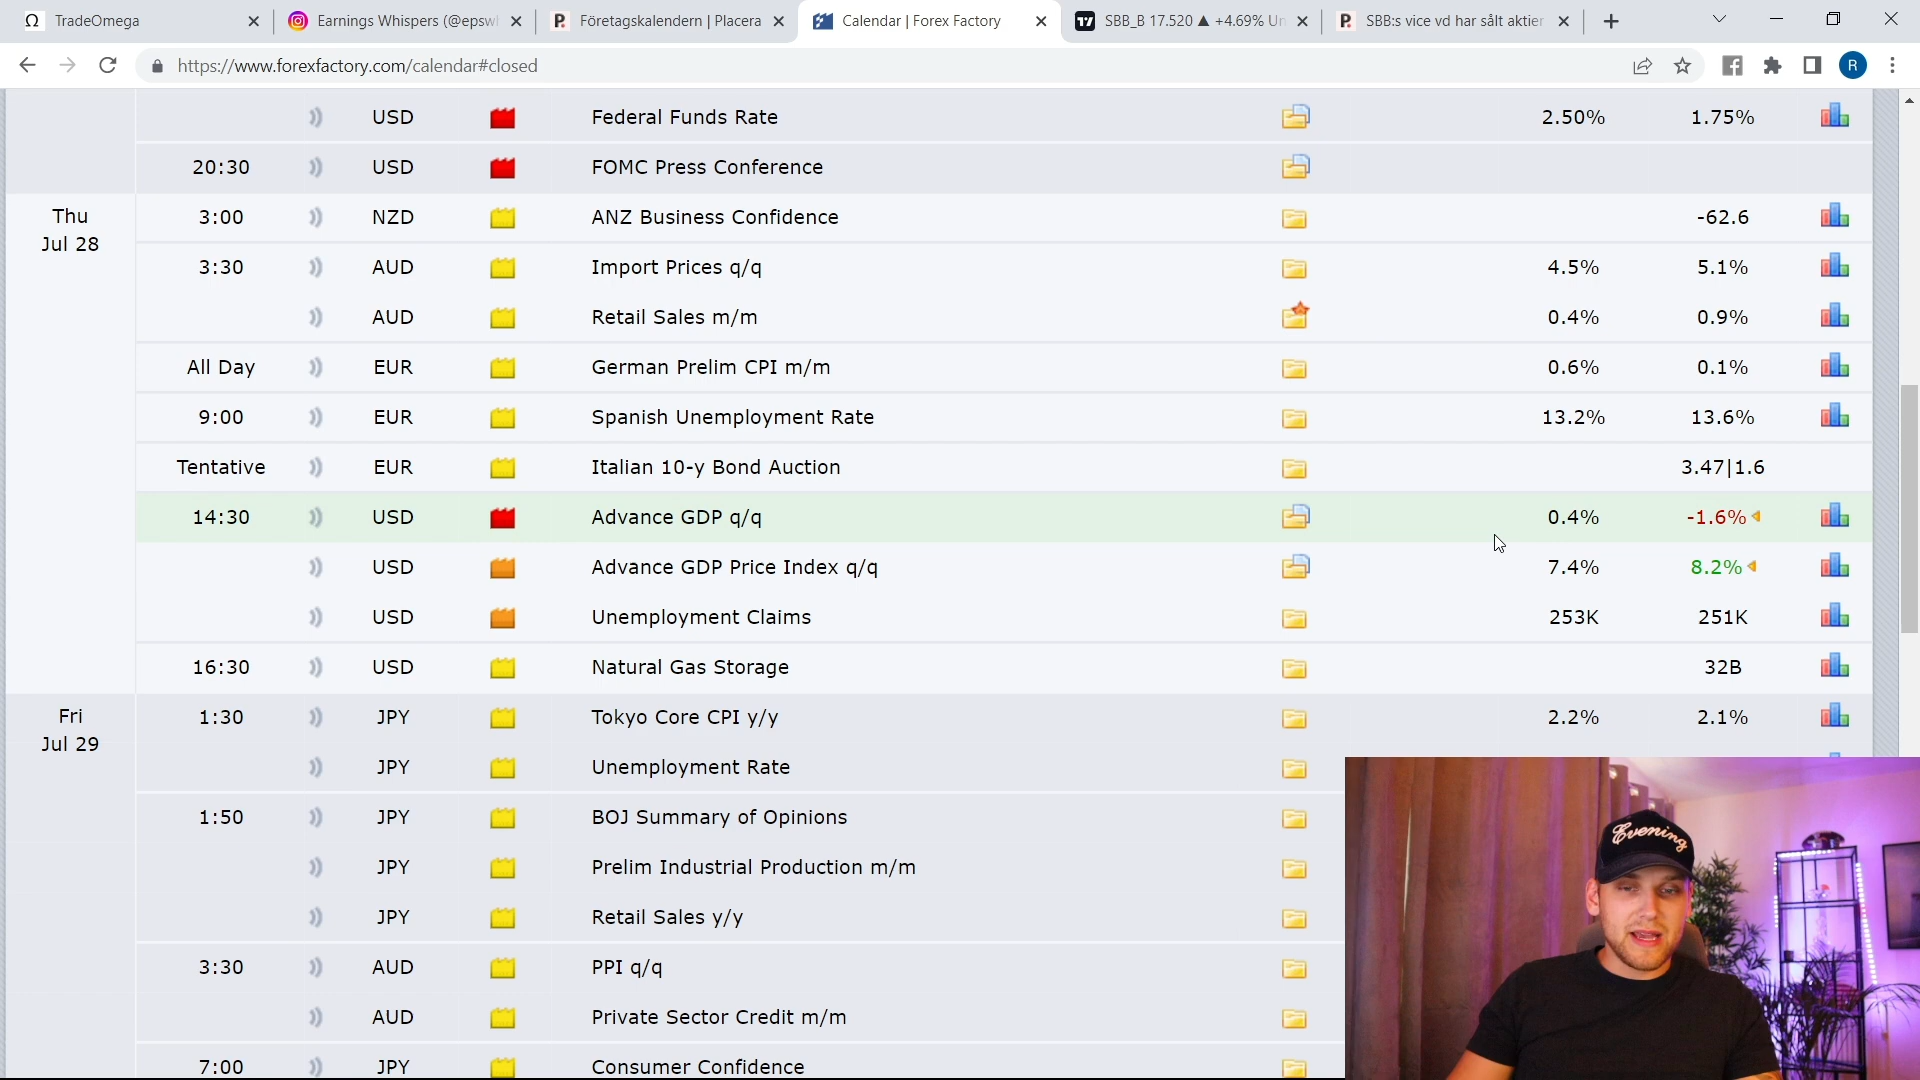 TradeOmega
Earnings Whispers (@epswl
Företagskalendern | Placera
Calendar | Forex Factory
SBB_B 17.520 ▲ +4.69% Un
SBB:s vice vd har sålt aktier
https://www.forexfactory.com/calendar#closed
R
USD Federal Funds Rate 2.50% 1.75%
20:30 USD FOMC Press Conference
Thu
Jul 28
3:00 NZD ANZ Business Confidence -62.6
3:30 AUD Import Prices q/q 4.5% 5.1%
AUD Retail Sales m/m 0.4% 0.9%
All Day EUR German Prelim CPI m/m 0.6% 0.1%
9:00 EUR Spanish Unemployment Rate 13.2% 13.6%
Tentative EUR Italian 10-y Bond Auction 3.47|1.6
14:30 USD Advance GDP q/q 0.4% -1.6%
USD Advance GDP Price Index q/q 7.4% 8.2%
USD Unemployment Claims 253K 251K
16:30 USD Natural Gas Storage 32B
Fri
Jul 29
1:30 JPY Tokyo Core CPI y/y 2.2% 2.1%
JPY Unemployment Rate
1:50 JPY BOJ Summary of Opinions
JPY Prelim Industrial Production m/m
JPY Retail Sales y/y
3:30 AUD PPI q/q
AUD Private Sector Credit m/m
7:00 JPY Consumer Confidence
Evening